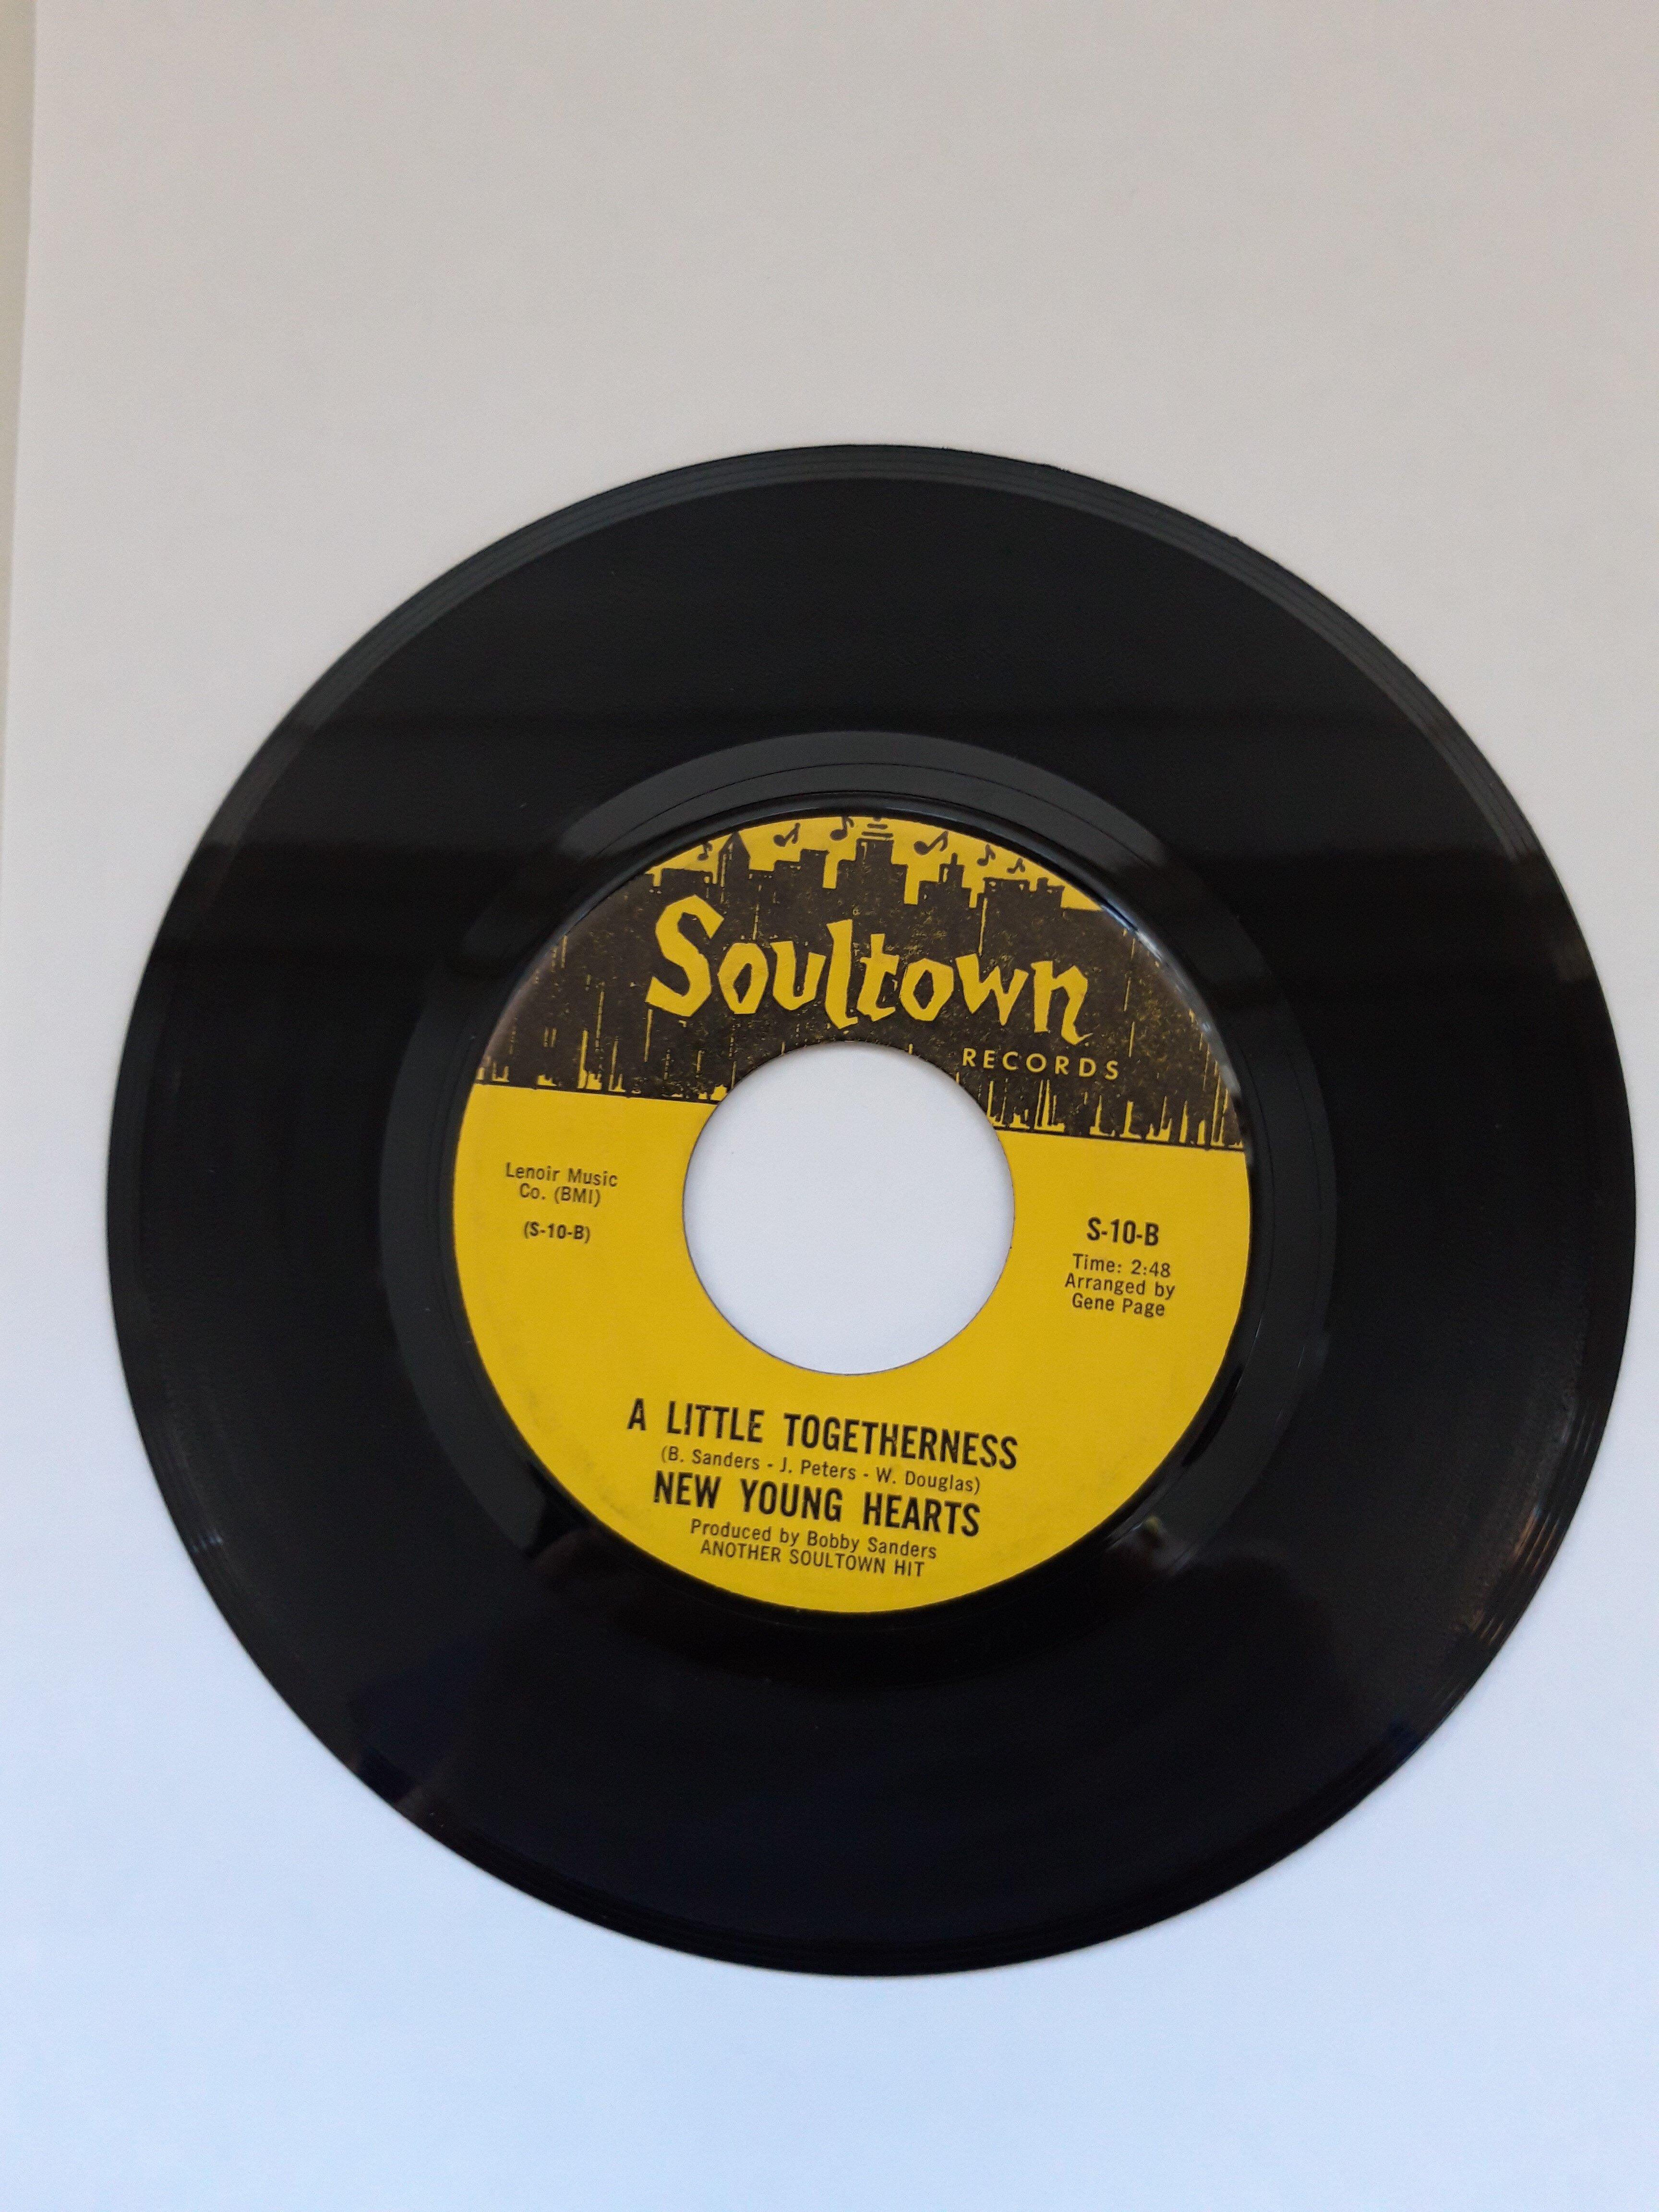 Soultown
RECORDS
Lenoir Music
Co. (BMI)
(S-10-B)
S-10-B
Time: 2:48
Arranged by
Gene Page
A LITTLE TOGETHERNESS
(B. Sanders - J. Peters - W. Douglas)
NEW YOUNG HEARTS
Produced by Bobby Sanders
ANOTHER SOULTOWN HIT